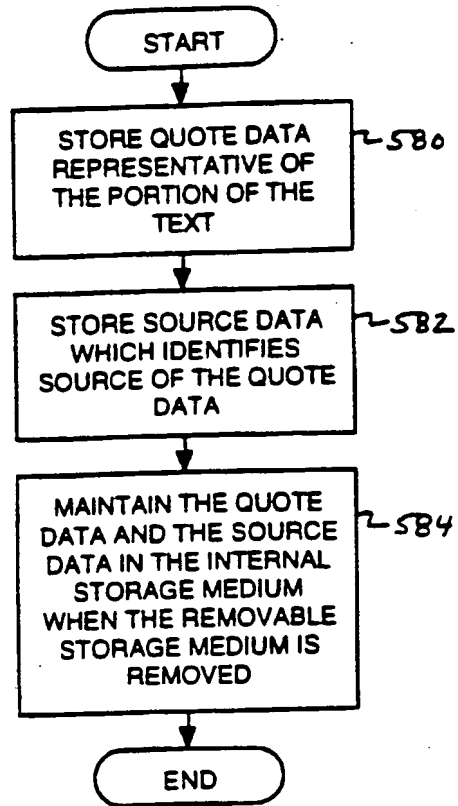 START
STORE QUOTE DATA
REPRESENTATIVE OF
THE PORTION OF THE
TEXT
580
STORE SOURCE DATA
WHICH IDENTIFIES
SOURCE OF THE QUOTE
DATA
582
MAINTAIN THE QUOTE
DATA AND THE SOURCE
DATA IN THE INTERNAL
STORAGE MEDIUM
WHEN THE REMOVABLE
STORAGE MEDIUM IS
REMOVED
584
END